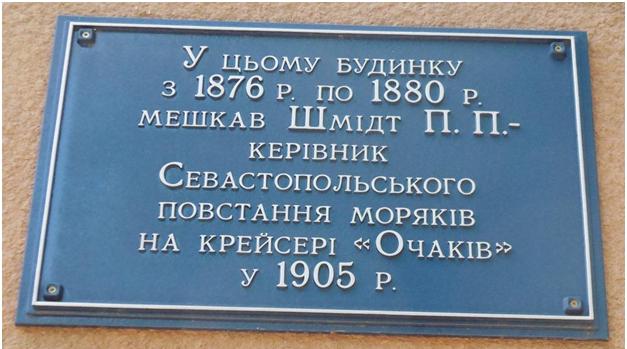 У цьому будинку
з 1876 р. по 1880 р.
мешкав Шмідт П. П.-
керівник
Севастопольського
повстання моряків
на крейсері «Очаків»
у 1905 р.